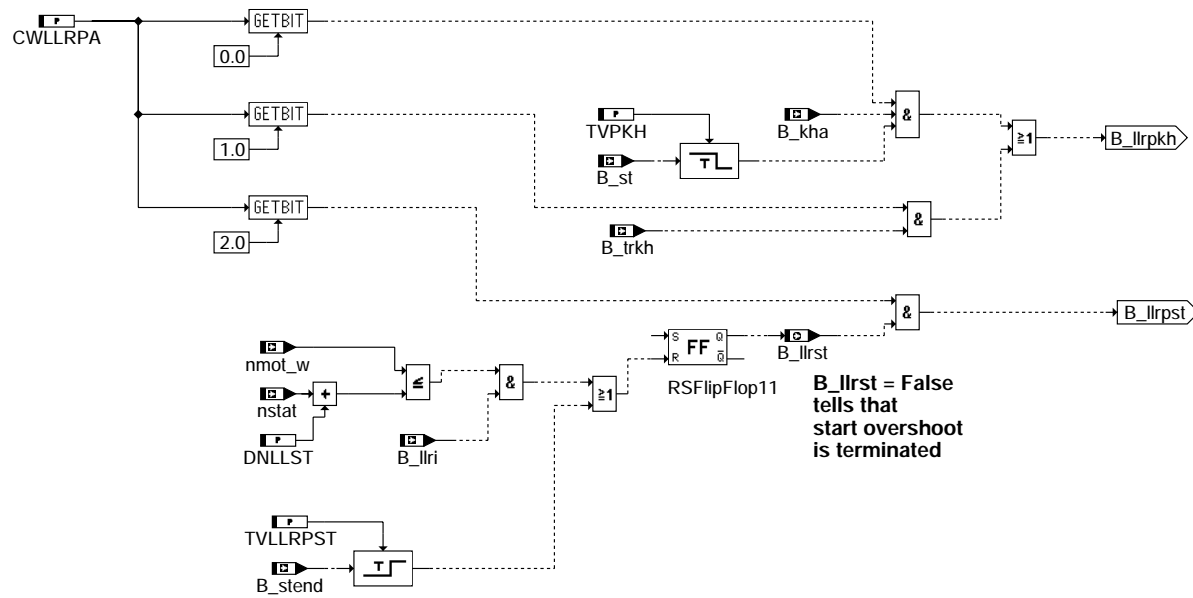 P
CWLLRPA
GETBIT
0.0
GETBIT
1.0
P
TVPKH
B_kha
&
≥1
B_llrpkh
T
B_st
GETBIT
2.0
&
B_trkh
&
B_llrpst
nmot_w
nstat
+
≤
&
≥1
S Q
FF
R Q̅
RSFlipFlop11
B_llrst
P
DNLLST
B_llri
B_llrst = False
tells that
start overshoot
is terminated
P
TVLLRPST
T
B_stend